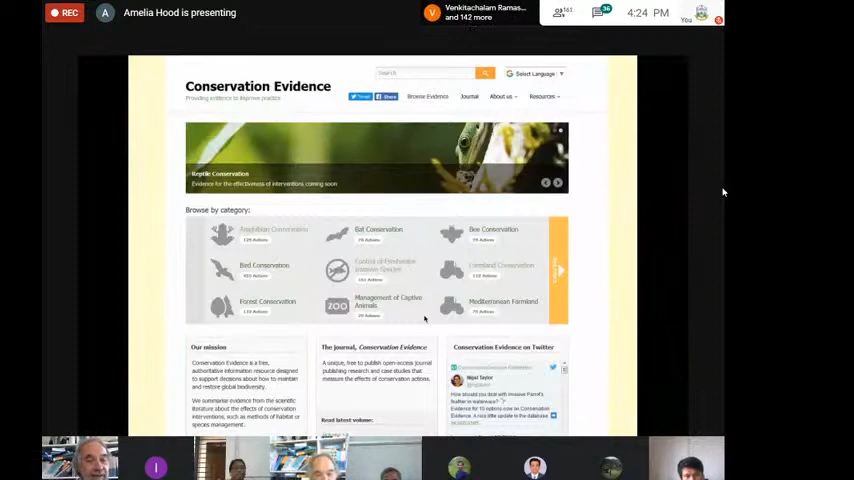 REC
A
Amelia Hood is presenting
V
Venkitachalam Ramas...
and 142 more
161
36
4:24 PM
You
Conservation Evidence
Providing evidence to improve practice
Search
Select Language
Tweet
Share
Browse Evidence
Journal
About us
Resources
Reptile Conservation
Evidence for the effectiveness of interventions coming soon
Browse by category:
Amphibian Conservation
129 Actions
Bat Conservation
78 Actions
Bee Conservation
59 Actions
Bird Conservation
Control of Freshwater
Invasive Species
Farmland Conservation
Forest Conservation
ZOO
Management of Captive
Animals
Mediterranean Farmland
Our mission
Conservation Evidence is a free,
authoritative information resource designed
to support decisions about how to maintain
and restore global biodiversity.
We summarise evidence from the scientific
literature about the effects of conservation
interventions, such as methods of habitat or
species management.
The journal, Conservation Evidence
A unique, free to publish open-access journal
publishing research and case studies that
measure the effects of conservation actions.
Read latest volume:
Conservation Evidence on Twitter
Nigel Taylor
How should you deal with invasive Parrot's
feather in waterways?
Evidence for 10 options now on Conservation
Evidence. A nice little update to the database
I